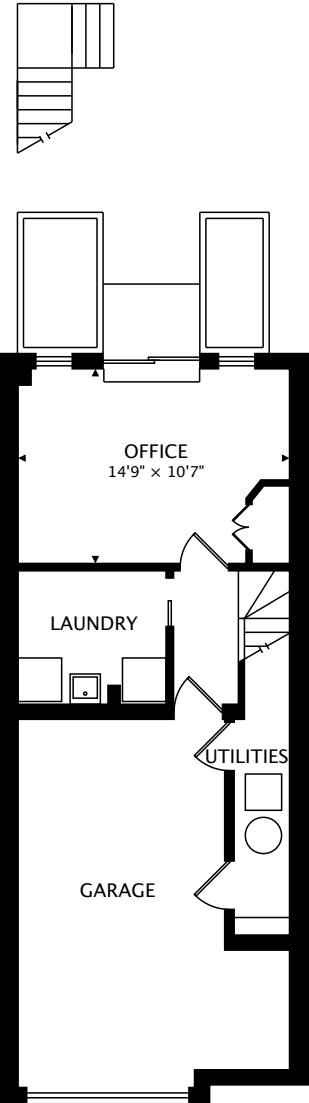 OFFICE
14'9" × 10'7"
LAUNDRY
UTILITIES
GARAGE